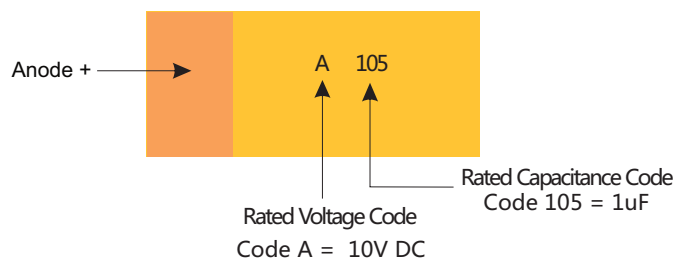 A 105
Anode +
Rated Capacitance Code
Code 105 = 1uF
Rated Voltage Code
Code A = 10V DC